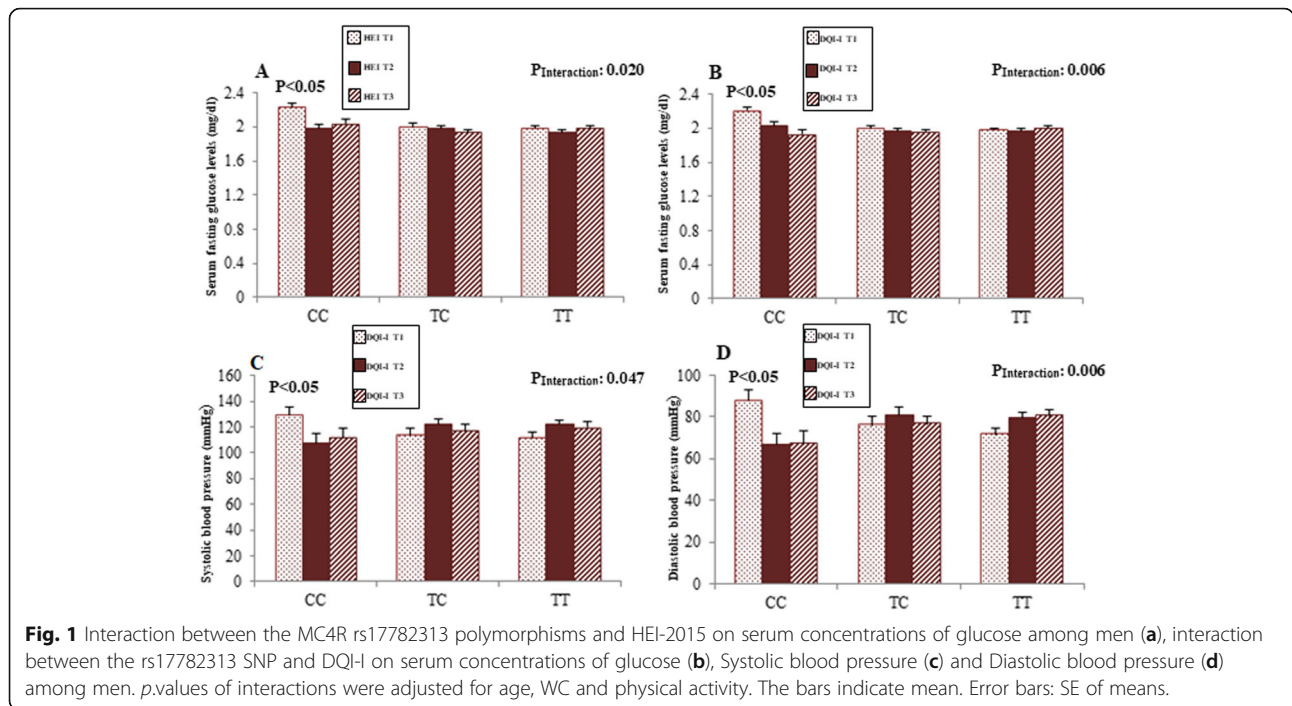 HEI T1
HEI T2
HEI T3
A
P<0.05
PInteraction: 0.020
Serum fasting glucose levels (mg/dl)
2.4
2
1.6
1.2
0.8
0.4
0
CC
TC
TT
DQI-I T1
DQI-I T2
DQI-I T3
B
P<0.05
PInteraction: 0.006
Serum fasting glucose levels (mg/dl)
2.4
2
1.6
1.2
0.8
0.4
0
CC
TC
TT
DQI-I T1
DQI-I T2
DQI-I T3
C
P<0.05
PInteraction: 0.047
Systolic blood pressure (mmHg)
160
140
120
100
80
60
40
20
0
CC
TC
TT
DQI-I T1
DQI-I T2
DQI-I T3
D
P<0.05
PInteraction: 0.006
Diastolic blood pressure (mmHg)
100
80
60
40
20
0
CC
TC
TT
Fig. 1 Interaction between the MC4R rs17782313 polymorphisms and HEI-2015 on serum concentrations of glucose among men (a), interaction
between the rs17782313 SNP and DQI-I on serum concentrations of glucose (b), Systolic blood pressure (c) and Diastolic blood pressure (d)
among men. p.values of interactions were adjusted for age, WC and physical activity. The bars indicate mean. Error bars: SE of means.